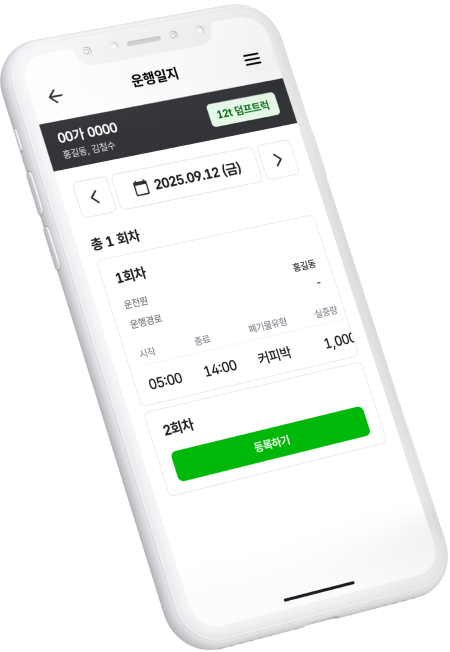 운행일지
00가 0000
홍길동, 김철수
12t 덤프트럭
2025.09.12 (금)
총 1 회차
1회차
운전원 홍길동
운행경로 -
시작 종료 폐기물유형 실중량
05:00 14:00 커피박 1,000
2회차
등록하기